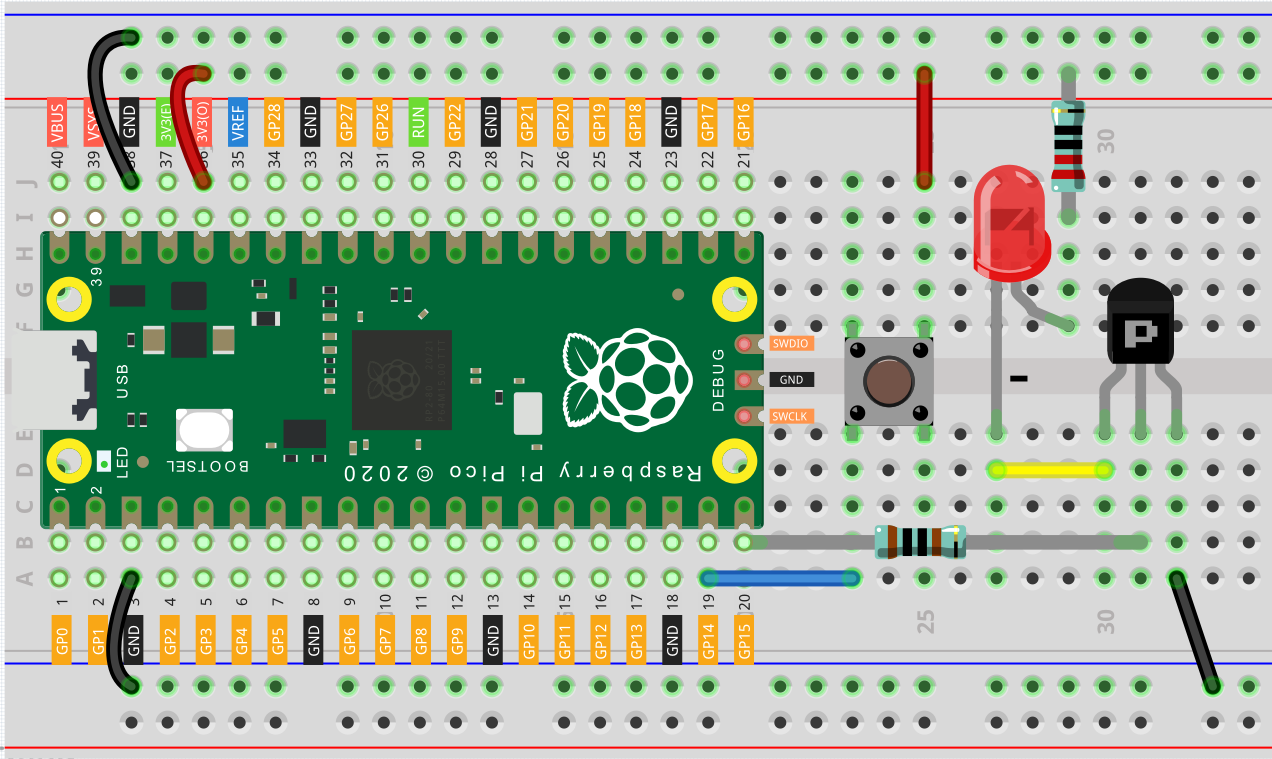 VBUS VSYS GND 3V3(E) 3V3(O) VREF GP28 GND GP27 GP26 RUN GP22 GND GP21 GP20 GP19 GP18 GND GP17 GP16
40 39 38 37 36 35 34 33 32 31 30 29 28 27 26 25 24 23 22 21
30
J
I
H
G
F
E
D
C
B
A
39
USB
LED
1 2
BOOTSEL
Raspberry Pi Pico © 2020
DEBUG
SWDIO
GND
SWCLK
P
-
1 2 3 4 5 6 7 8 9 10 11 12 13 14 15 16 17 18 19 20
25 30
GP0 GP1 GND GP2 GP3 GP4 GP5 GND GP6 GP7 GP8 GP9 GND GP10 GP11 GP12 GP13 GND GP14 GP15